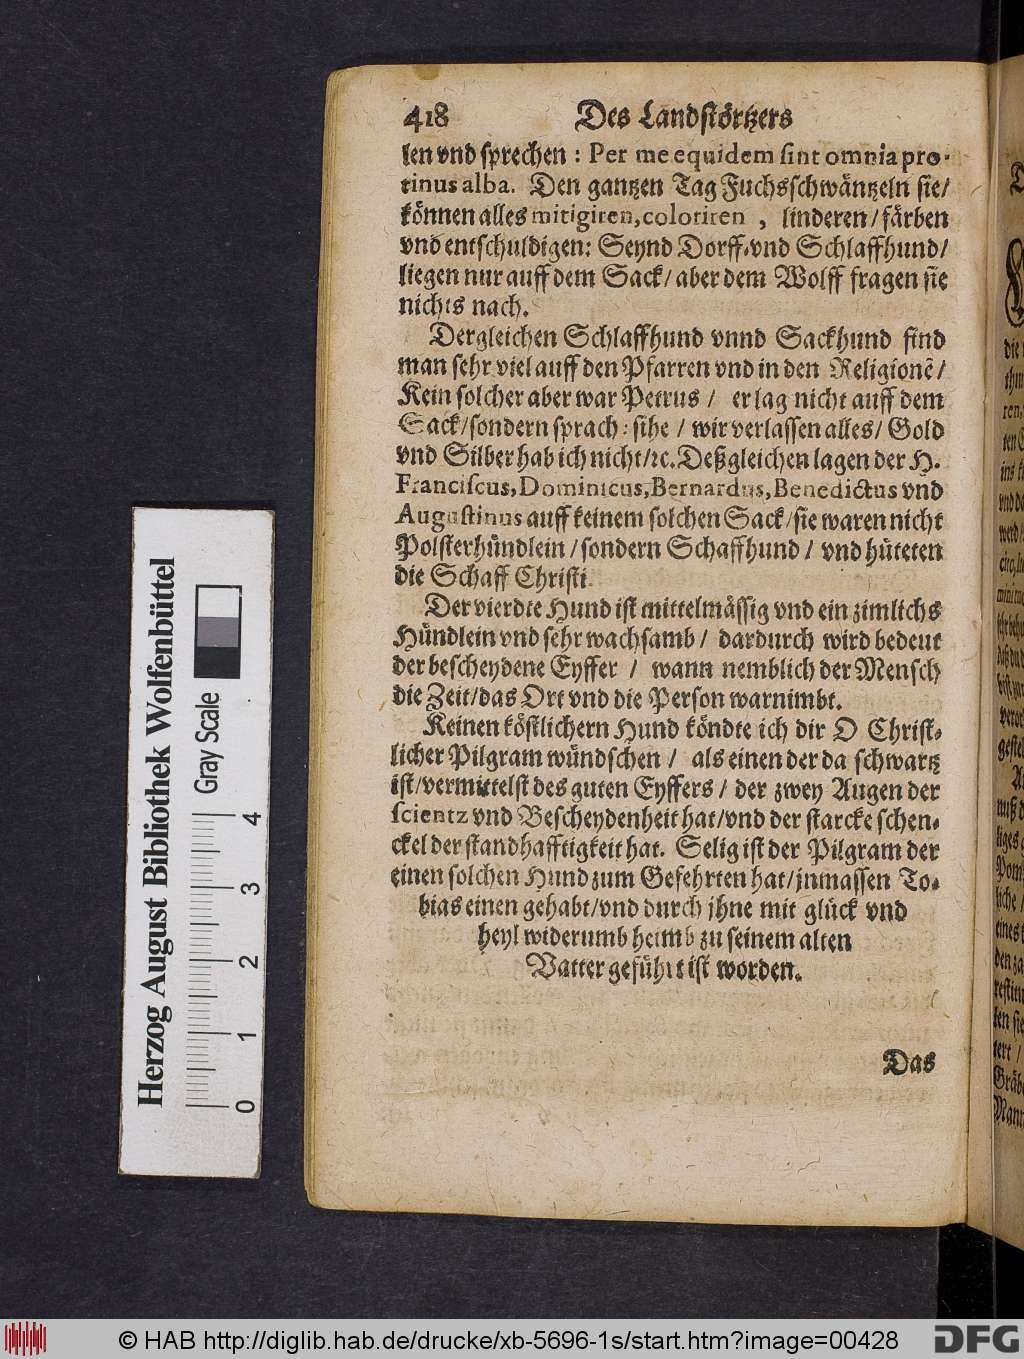 418 Des Landstörtzers
len vnd sprechen : Per me equidem sint omnia pro-
tinus alba. Den gantzen Tag Fuchsschwäntzeln sie/
können alles mitigiren, coloriren , linderen / färben
vnd entschuldigen: Seynd Dorff-vnd Schlaffhund/
liegen nur auff dem Sack/ aber dem Wolff fragen sie
nichts nach.
Dergleichen Schlaffhund vnnd Sackhund find
man sehr viel auff den Pfarren vnd in den Religionẽ/
Kein solcher aber war Petrus / er lag nicht auff dem
Sack/sondern sprach: sihe / wir verlassen alles/ Gold
vnd Silber hab ich nicht/ꝛc. Deßgleichen lagen der H.
Franciscus, Dominicus, Bernardus, Benedictus vnd
Augustinus auff keinem solchen Sack/sie waren nicht
Polsterhündlein / sondern Schaffhund / vnd hüteten
die Schaff Christi.
Der vierdte Hund ist mittelmässig vnd ein zimlichs
Hündlein vnd sehr wachsamb / dardurch wird bedeut
der bescheydene Eyffer / wann nemblich der Mensch
die Zeit/das Ort vnd die Person warnimbt.
Keinen köstlichern Hund köndte ich dir O Christ-
licher Pilgram wündschen / als einen der da schwartz
ist/vermittelst des guten Eyffers / der zwey Augen der
scientz vnd Bescheydenheit hat/vnd der starcke schen-
ckel der standhafftigkeit hat. Selig ist der Pilgram der
einen solchen Hund zum Gefehrten hat/inmassen To-
bias einen gehabt/vnd durch jhne mit glück vnd
heyl widerumb heimb zu seinem alten
Vatter geführt ist worden.
Das
Herzog August Bibliothek Wolfenbüttel
Gray Scale
0 1 2 3 4
© HAB http://diglib.hab.de/drucke/xb-5696-1s/start.htm?image=00428
DFG